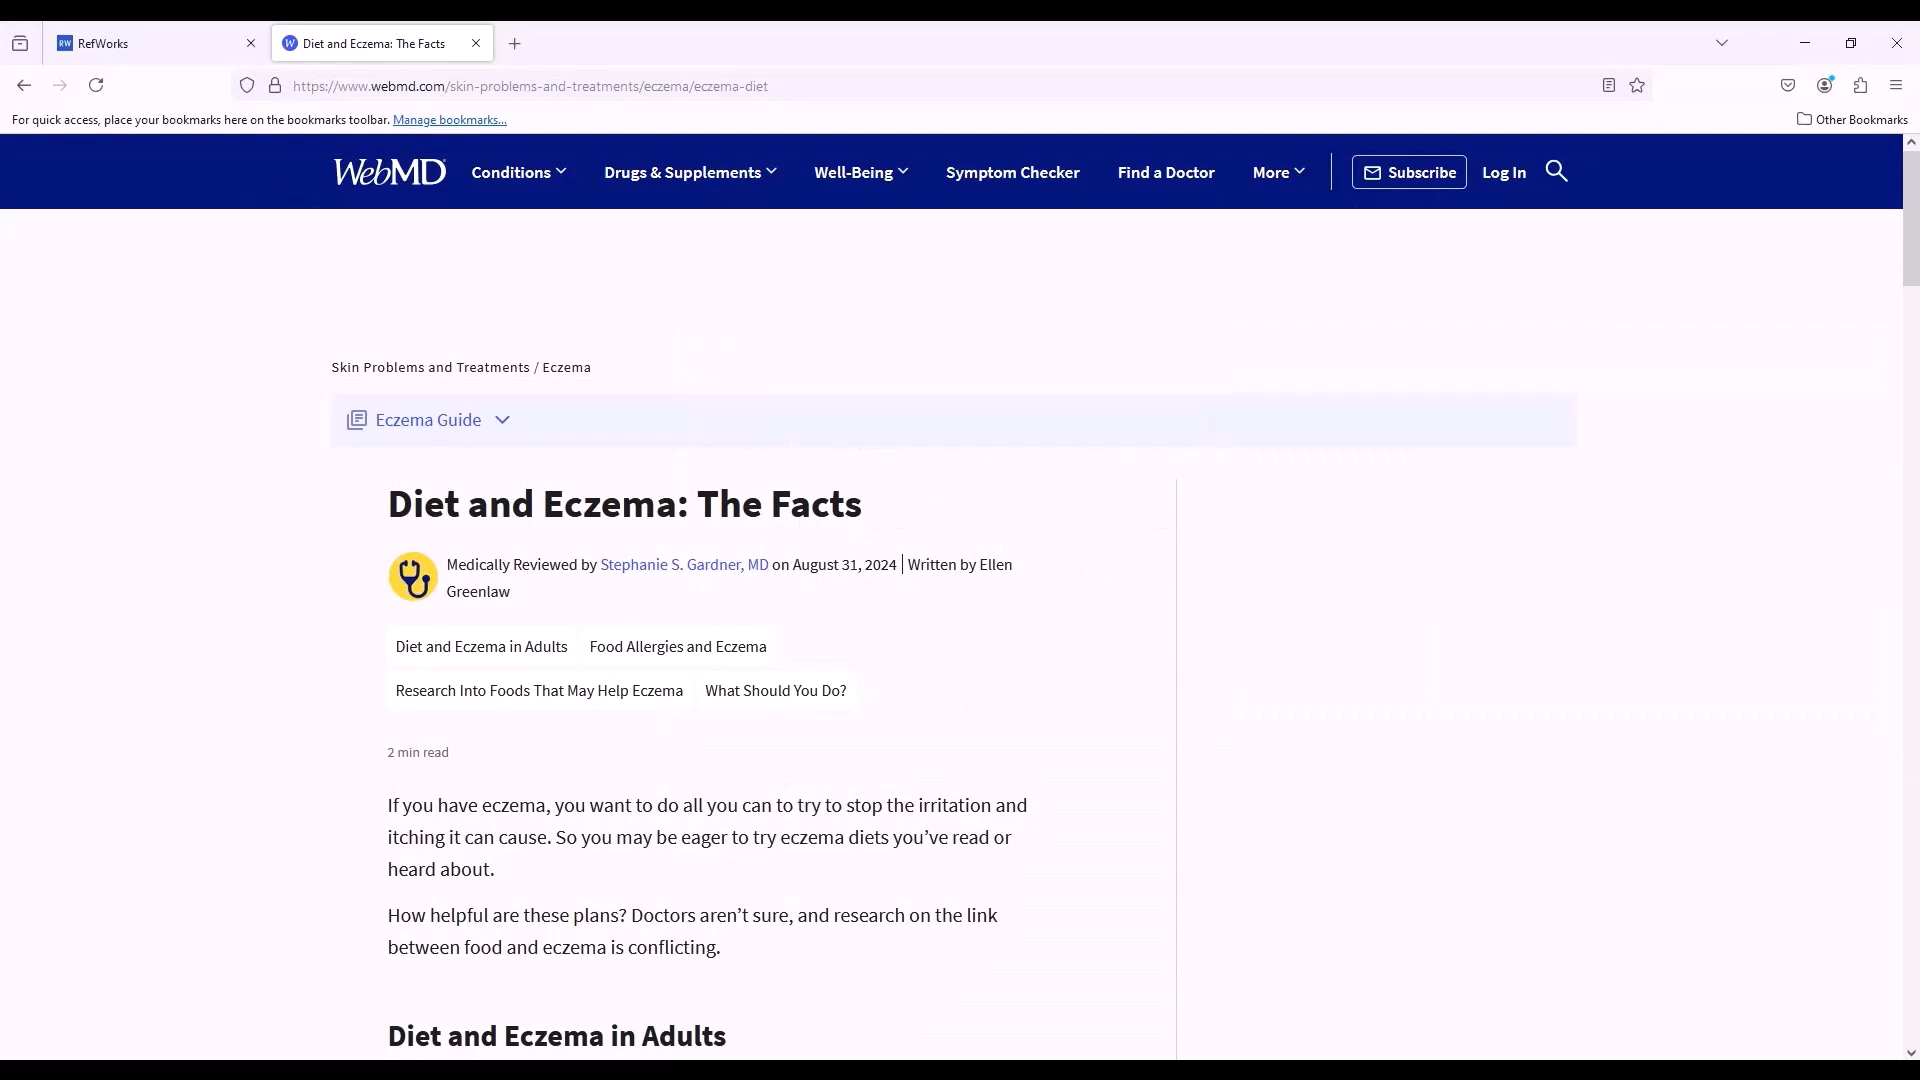 RW RefWorks
W Diet and Eczema: The Facts
https://www.webmd.com/skin-problems-and-treatments/eczema/eczema-diet
For quick access, place your bookmarks here on the bookmarks toolbar. Manage bookmarks...
Other Bookmarks
WebMD
Conditions
Drugs & Supplements
Well-Being
Symptom Checker
Find a Doctor
More
Subscribe
Log In
Skin Problems and Treatments / Eczema
Eczema Guide
Diet and Eczema: The Facts
Medically Reviewed by Stephanie S. Gardner, MD on August 31, 2024 | Written by Ellen
Greenlaw
Diet and Eczema in Adults
Food Allergies and Eczema
Research Into Foods That May Help Eczema
What Should You Do?
2 min read
If you have eczema, you want to do all you can to try to stop the irritation and
itching it can cause. So you may be eager to try eczema diets you’ve read or
heard about.
How helpful are these plans? Doctors aren’t sure, and research on the link
between food and eczema is conflicting.
Diet and Eczema in Adults